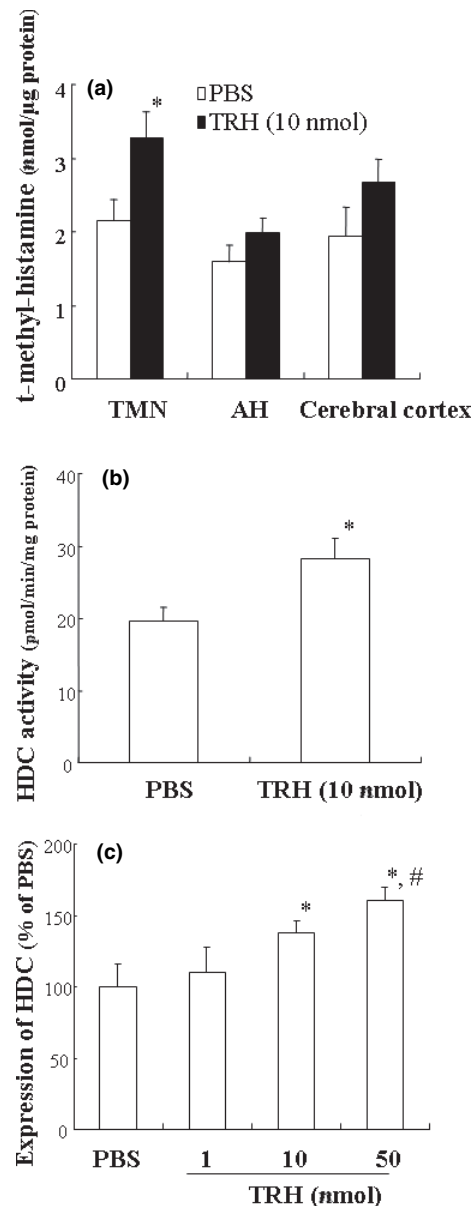 (a)
PBS
*
TRH (10 nmol)
t-methyl-histamine (nmol/μg protein)
4
3
2
1
0
TMN AH Cerebral cortex
(b)
HDC activity (pmol/min/mg protein)
40
30
20
10
0
*
PBS TRH (10 nmol)
(c)
Expression of HDC (% of PBS)
200
150
100
50
0
*
*, #
PBS 1 10 50
TRH (nmol)